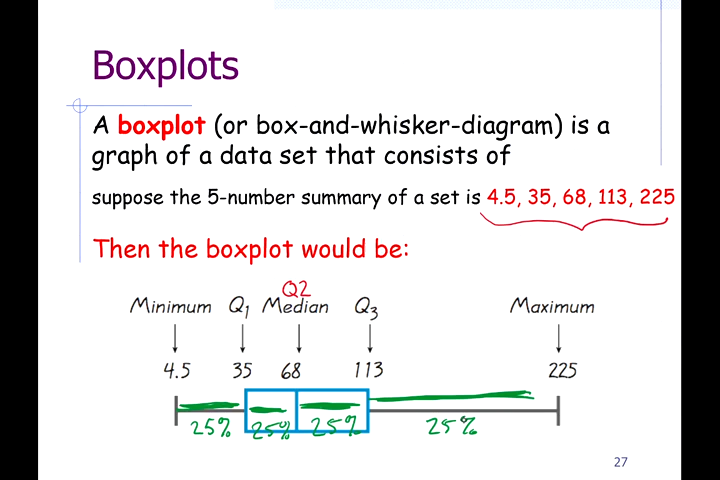 Boxplots
A boxplot (or box-and-whisker-diagram) is a
graph of a data set that consists of
suppose the 5-number summary of a set is 4.5, 35, 68, 113, 225
Then the boxplot would be:
Q2
Minimum Q1 Median Q3 Maximum
4.5 35 68 113 225
25% 25% 25% 25%
27